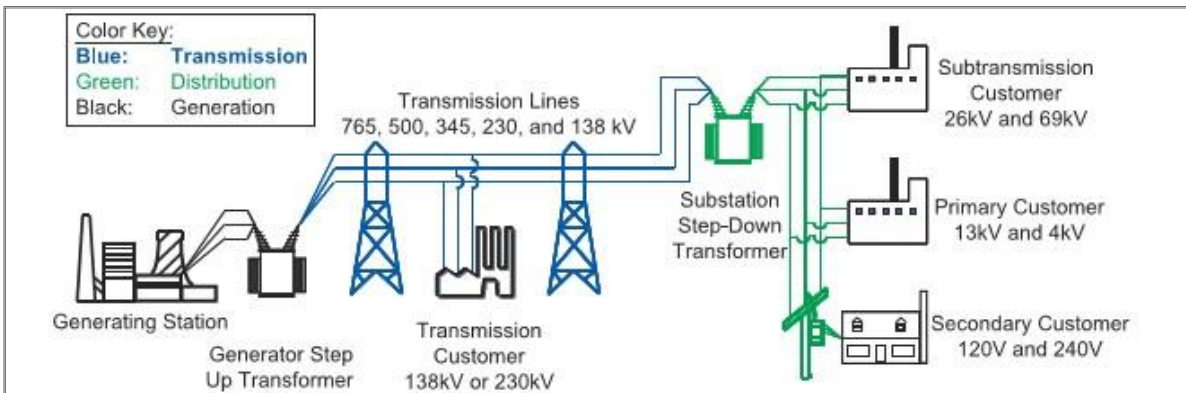 Color Key:
Blue: Transmission
Green: Distribution
Black: Generation
Transmission Lines
765, 500, 345, 230, and 138 kV
Generating Station
Generator Step
Up Transformer
Transmission
Customer
138kV or 230kV
Substation
Step-Down
Transformer
Subtransmission
Customer
26kV and 69kV
Primary Customer
13kV and 4kV
Secondary Customer
120V and 240V